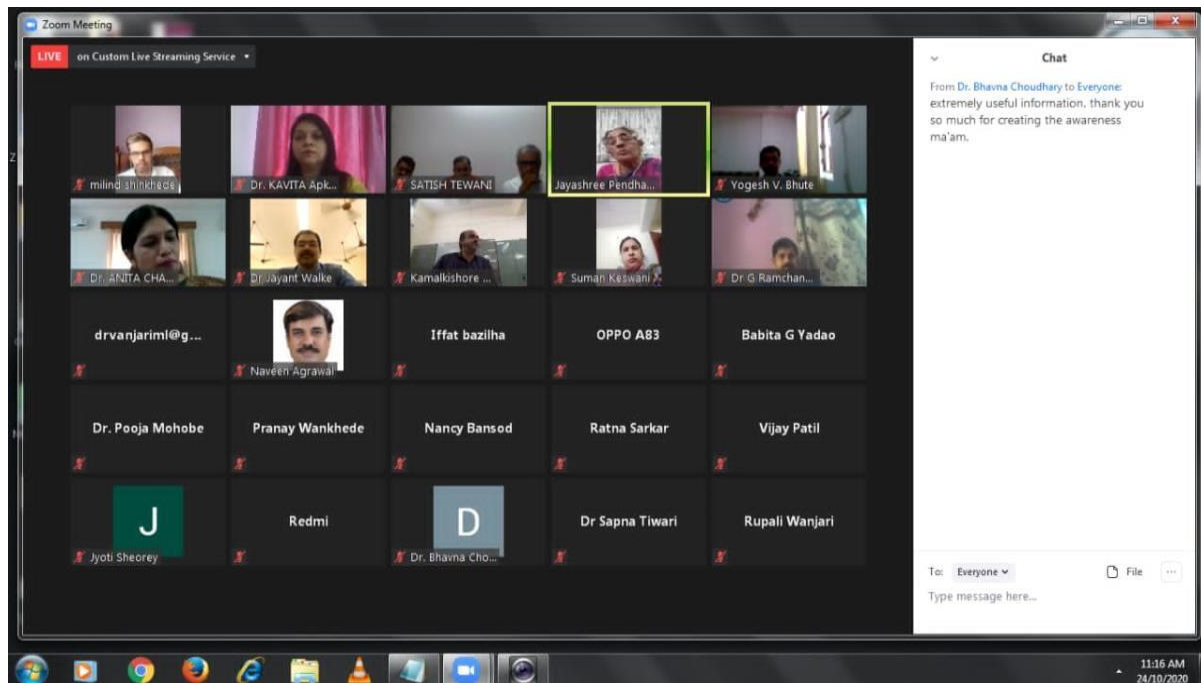 Zoom Meeting
LIVE on Custom Live Streaming Service
Chat
From Dr. Bhavna Choudhary to Everyone:
extremely useful information. thank you
so much for creating the awareness
ma'am.
milind shinkhede
Dr. KAVITA Apk...
SATISH TEWANI
Jayashree Pendha...
Yogesh V. Bhute
Dr. ANITA CHA...
Dr Jayant Walke
Kamalkishore ...
Suman Keswani
Dr G Ramchan...
drvanjariml@g...
Naveen Agrawal
Iffat bazilha
OPPO A83
Babita G Yadao
Dr. Pooja Mohobe
Pranay Wankhede
Nancy Bansod
Ratna Sarkar
Vijay Patil
J
Jyoti Sheorey
Redmi
D
Dr. Bhavna Cho...
Dr Sapna Tiwari
Rupali Wanjari
To: Everyone
File
Type message here...
11:16 AM
24/10/2020